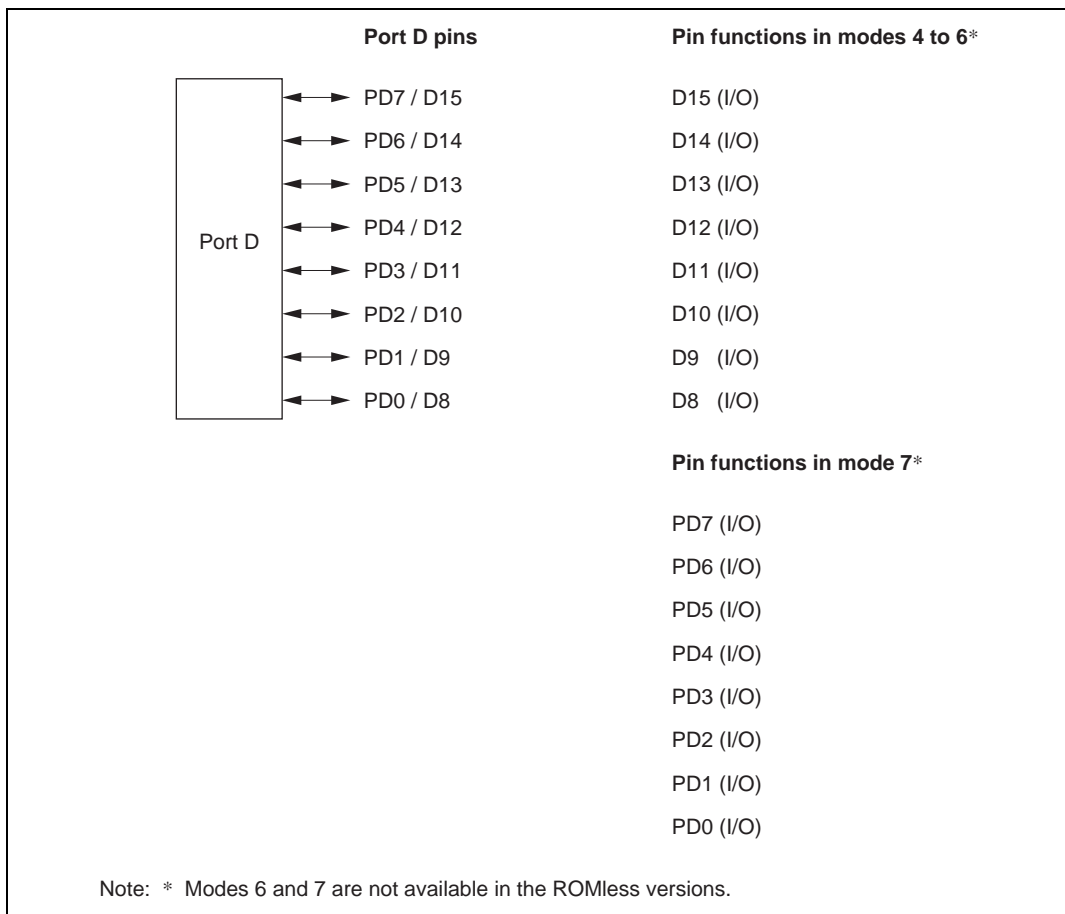 Port D pins Pin functions in modes 4 to 6*
PD7 / D15 D15 (I/O)
PD6 / D14 D14 (I/O)
PD5 / D13 D13 (I/O)
PD4 / D12 D12 (I/O)
Port D
PD3 / D11 D11 (I/O)
PD2 / D10 D10 (I/O)
PD1 / D9 D9 (I/O)
PD0 / D8 D8 (I/O)
Pin functions in mode 7*
PD7 (I/O)
PD6 (I/O)
PD5 (I/O)
PD4 (I/O)
PD3 (I/O)
PD2 (I/O)
PD1 (I/O)
PD0 (I/O)
Note: * Modes 6 and 7 are not available in the ROMless versions.